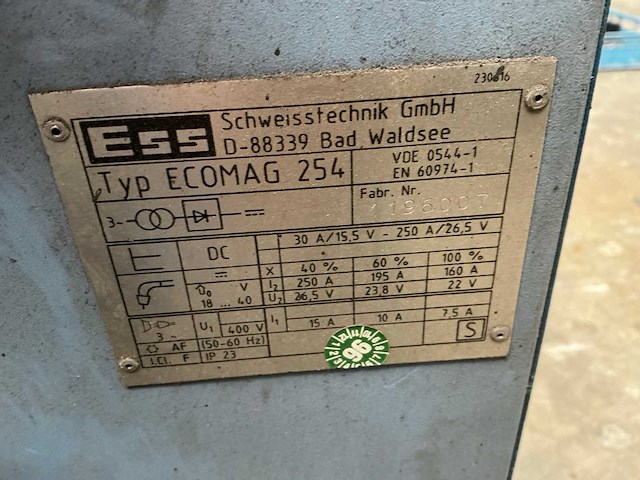 230616
ESS Schweisstechnik GmbH
D-88339 Bad Waldsee
Typ ECOMAG 254
VDE 0544-1
EN 60974-1
Fabr. Nr.
3~
30 A/15,5 V - 250 A/26,5 V
DC
X 40 % 60 % 100 %
U₀ V
18 ... 40
I₂ 250 A 195 A 160 A
U₂ 26,5 V 23,8 V 22 V
3~
U₁ 400 V
(50-60 Hz)
I₁ 15 A 10 A 7,5 A
AF
I.Cl. F
IP 23
S
96